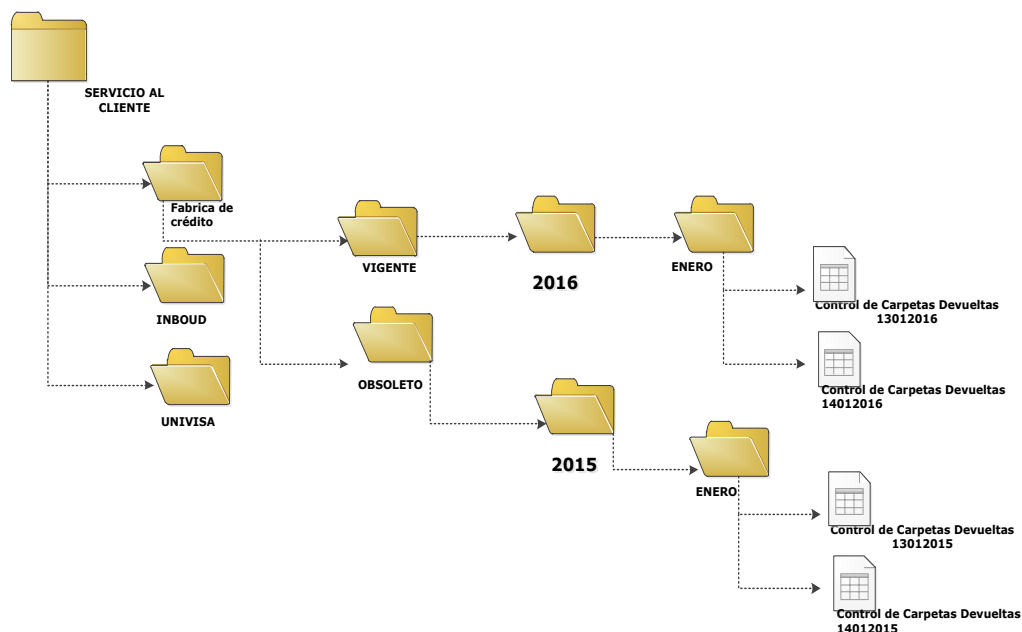 SERVICIO AL
CLIENTE
Fabrica de
crédito
VIGENTE
2016
ENERO
Control de Carpetas Devueltas
13012016
Control de Carpetas Devueltas
14012016
INBOUD
OBSOLETO
UNIVISA
2015
ENERO
Control de Carpetas Devueltas
13012015
Control de Carpetas Devueltas
14012015